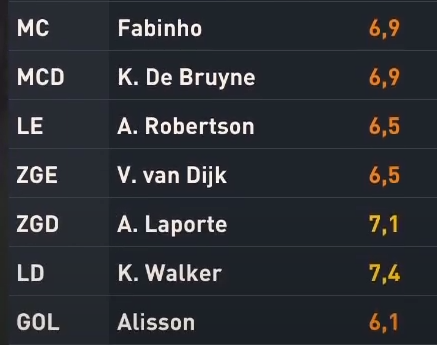 MC Fabinho 6,9
MCD K. De Bruyne 6,9
LE A. Robertson 6,5
ZGE V. van Dijk 6,5
ZGD A. Laporte 7,1
LD K. Walker 7,4
GOL Alisson 6,1